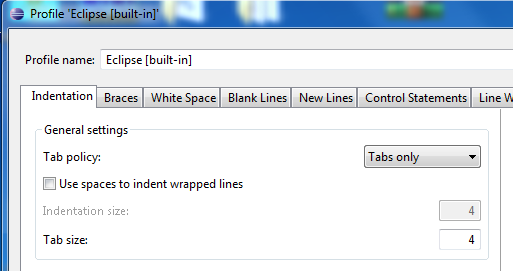 Profile 'Eclipse [built-in]'
Profile name: Eclipse [built-in]
Indentation Braces White Space Blank Lines New Lines Control Statements Line W
General settings
Tab policy: Tabs only
Use spaces to indent wrapped lines
Indentation size: 4
Tab size: 4